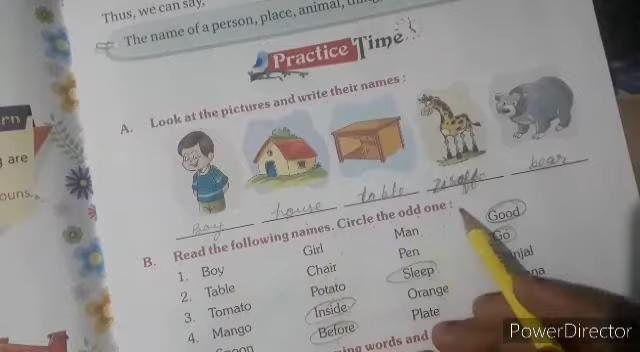 Thus, we can say,
The name of a person, place, animal,
Practice Time
A. Look at the pictures and write their names :
Boy house table bear
B. Read the following names. Circle the odd one :
1. Boy Girl Man Good
2. Table Chair Pen Go
3. Tomato Potato Sleep
4. Mango Inside Orange
Before Plate
words and
are
PowerDirector